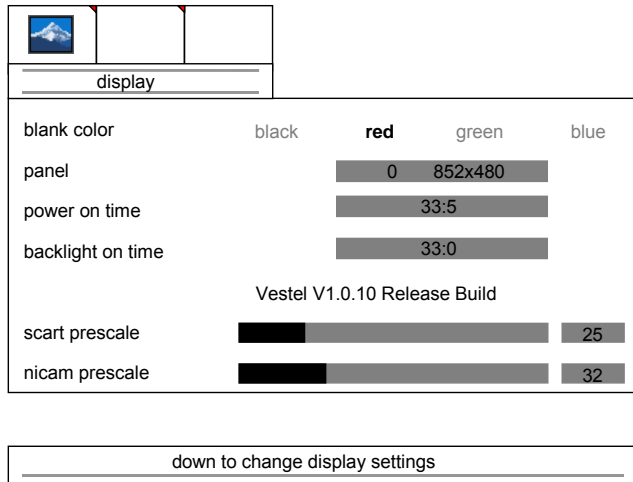 display
blank color black red green blue
panel 0 852x480
power on time 33:5
backlight on time 33:0
Vestel V1.0.10 Release Build
scart prescale 25
nicam prescale 32
down to change display settings